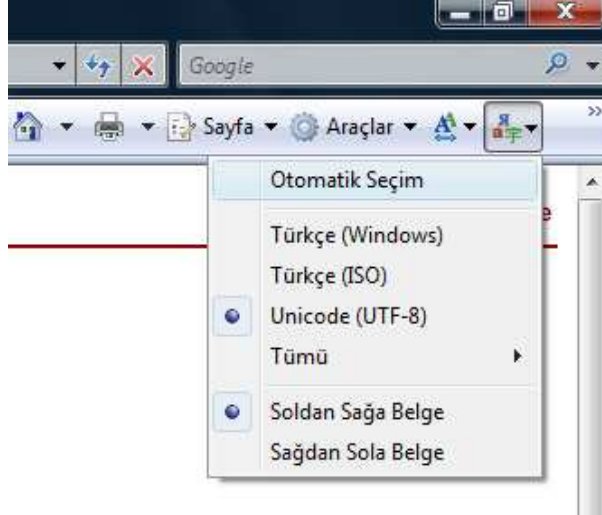 Google
Sayfa Araçlar
Otomatik Seçim
Türkçe (Windows)
Türkçe (ISO)
Unicode (UTF-8)
Tümü
Soldan Sağa Belge
Sağdan Sola Belge